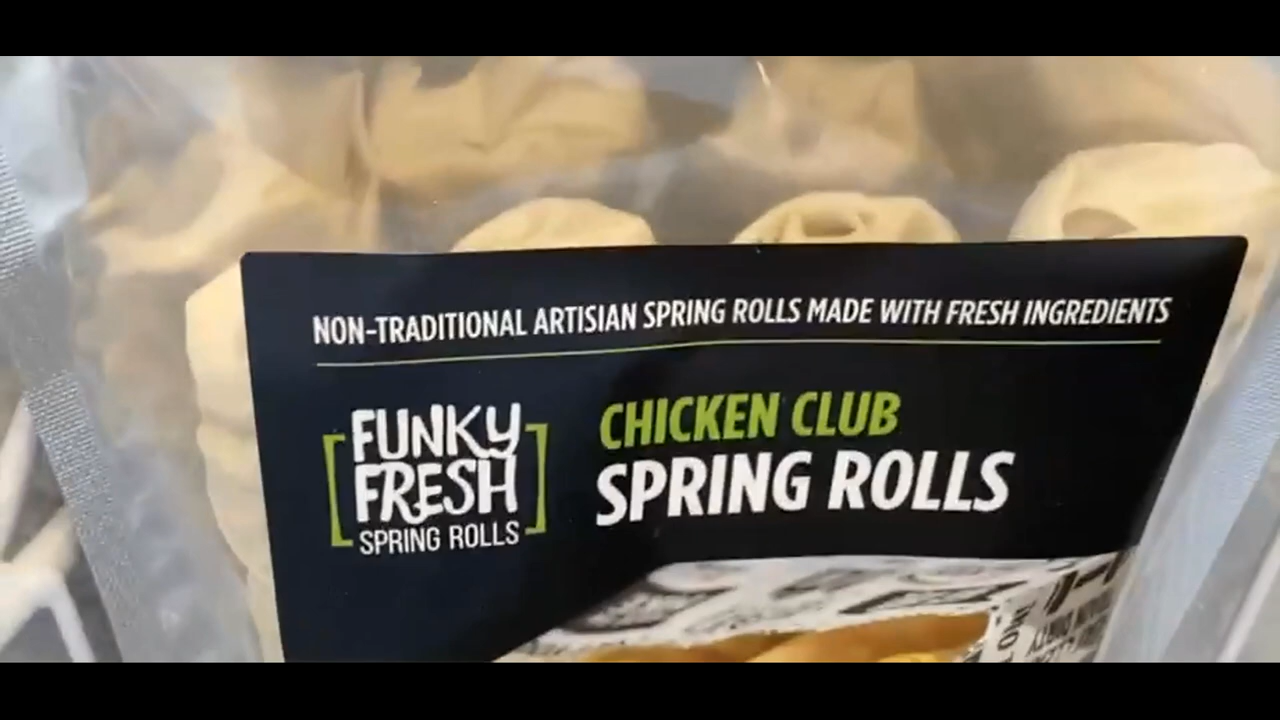 NON-TRADITIONAL ARTISIAN SPRING ROLLS MADE WITH FRESH INGREDIENTS
FUNKY
FRESH
SPRING ROLLS
CHICKEN CLUB
SPRING ROLLS